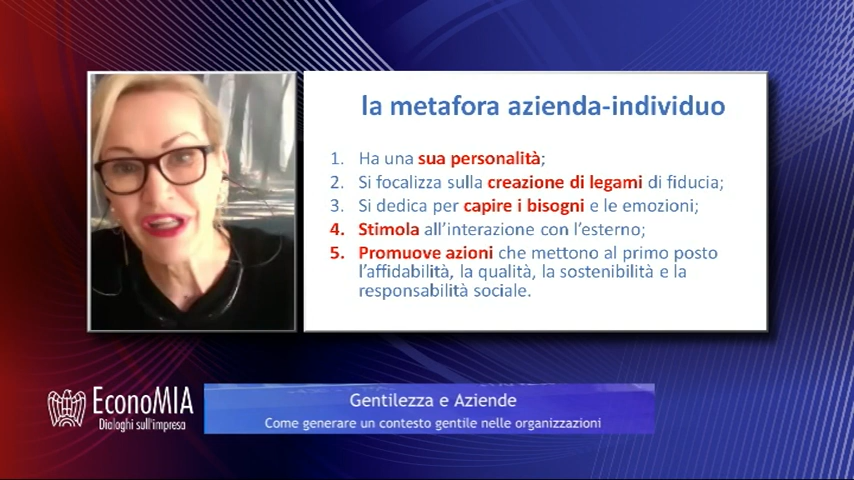 la metafora azienda-individuo
1. Ha una sua personalità;
2. Si focalizza sulla creazione di legami di fiducia;
3. Si dedica per capire i bisogni e le emozioni;
4. Stimola all'interazione con l'esterno;
5. Promuove azioni che mettono al primo posto
l'affidabilità, la qualità, la sostenibilità e la
responsabilità sociale.
EconoMIA
Dialoghi sull'impresa
Gentilezza e Aziende
Come generare un contesto gentile nelle organizzazioni